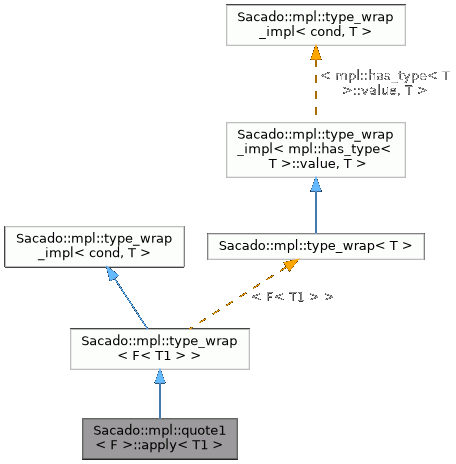 Sacado::mpl::type_wrap
_impl< cond, T >
< mpl::has_type< T
>::value, T >
Sacado::mpl::type_wrap
_impl< mpl::has_type<
T >::value, T >
Sacado::mpl::type_wrap
_impl< cond, T >
Sacado::mpl::type_wrap< T >
< F< T1 > >
Sacado::mpl::type_wrap
< F< T1 > >
Sacado::mpl::quote1
< F >::apply< T1 >